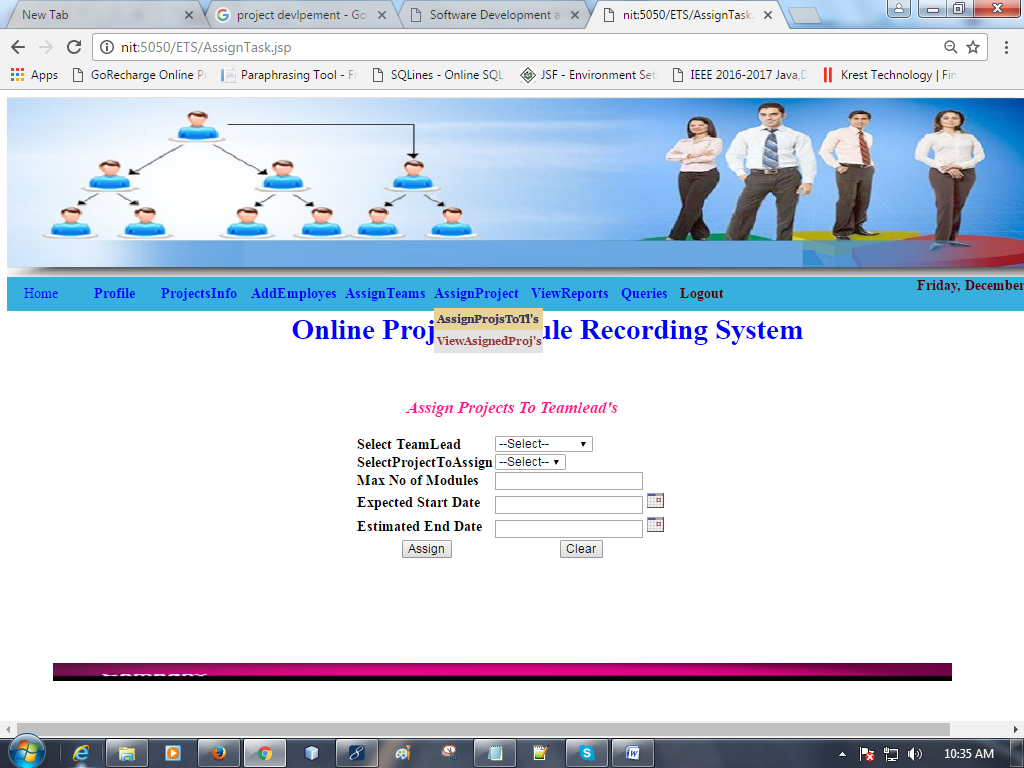 New Tab
project devlpement - Go
Software Development a
nit:5050/ETS/AssignTask.
nit:5050/ETS/AssignTask.jsp
Apps
GoRecharge Online P
Paraphrasing Tool - F
SQLines - Online SQL
JSF - Environment Set
IEEE 2016-2017 Java,D
Krest Technology | Fin
Home Profile ProjectsInfo AddEmployes AssignTeams AssignProject ViewReports Queries Logout
Friday, December
AssignProjsToTl's
ViewAsignedProj's
Online Proj ule Recording System
Assign Projects To Teamlead's
Select TeamLead --Select--
SelectProjectToAssign --Select--
Max No of Modules
Expected Start Date
Estimated End Date
Assign Clear
10:35 AM